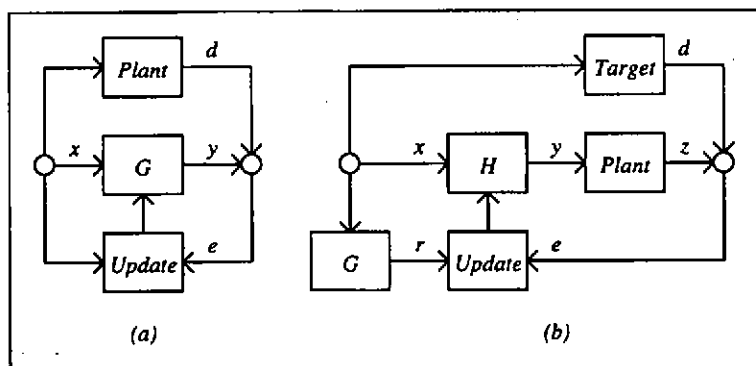 d d
Plant Target
x y x y z
G H Plant
e r e
Update G Update
(a) (b)